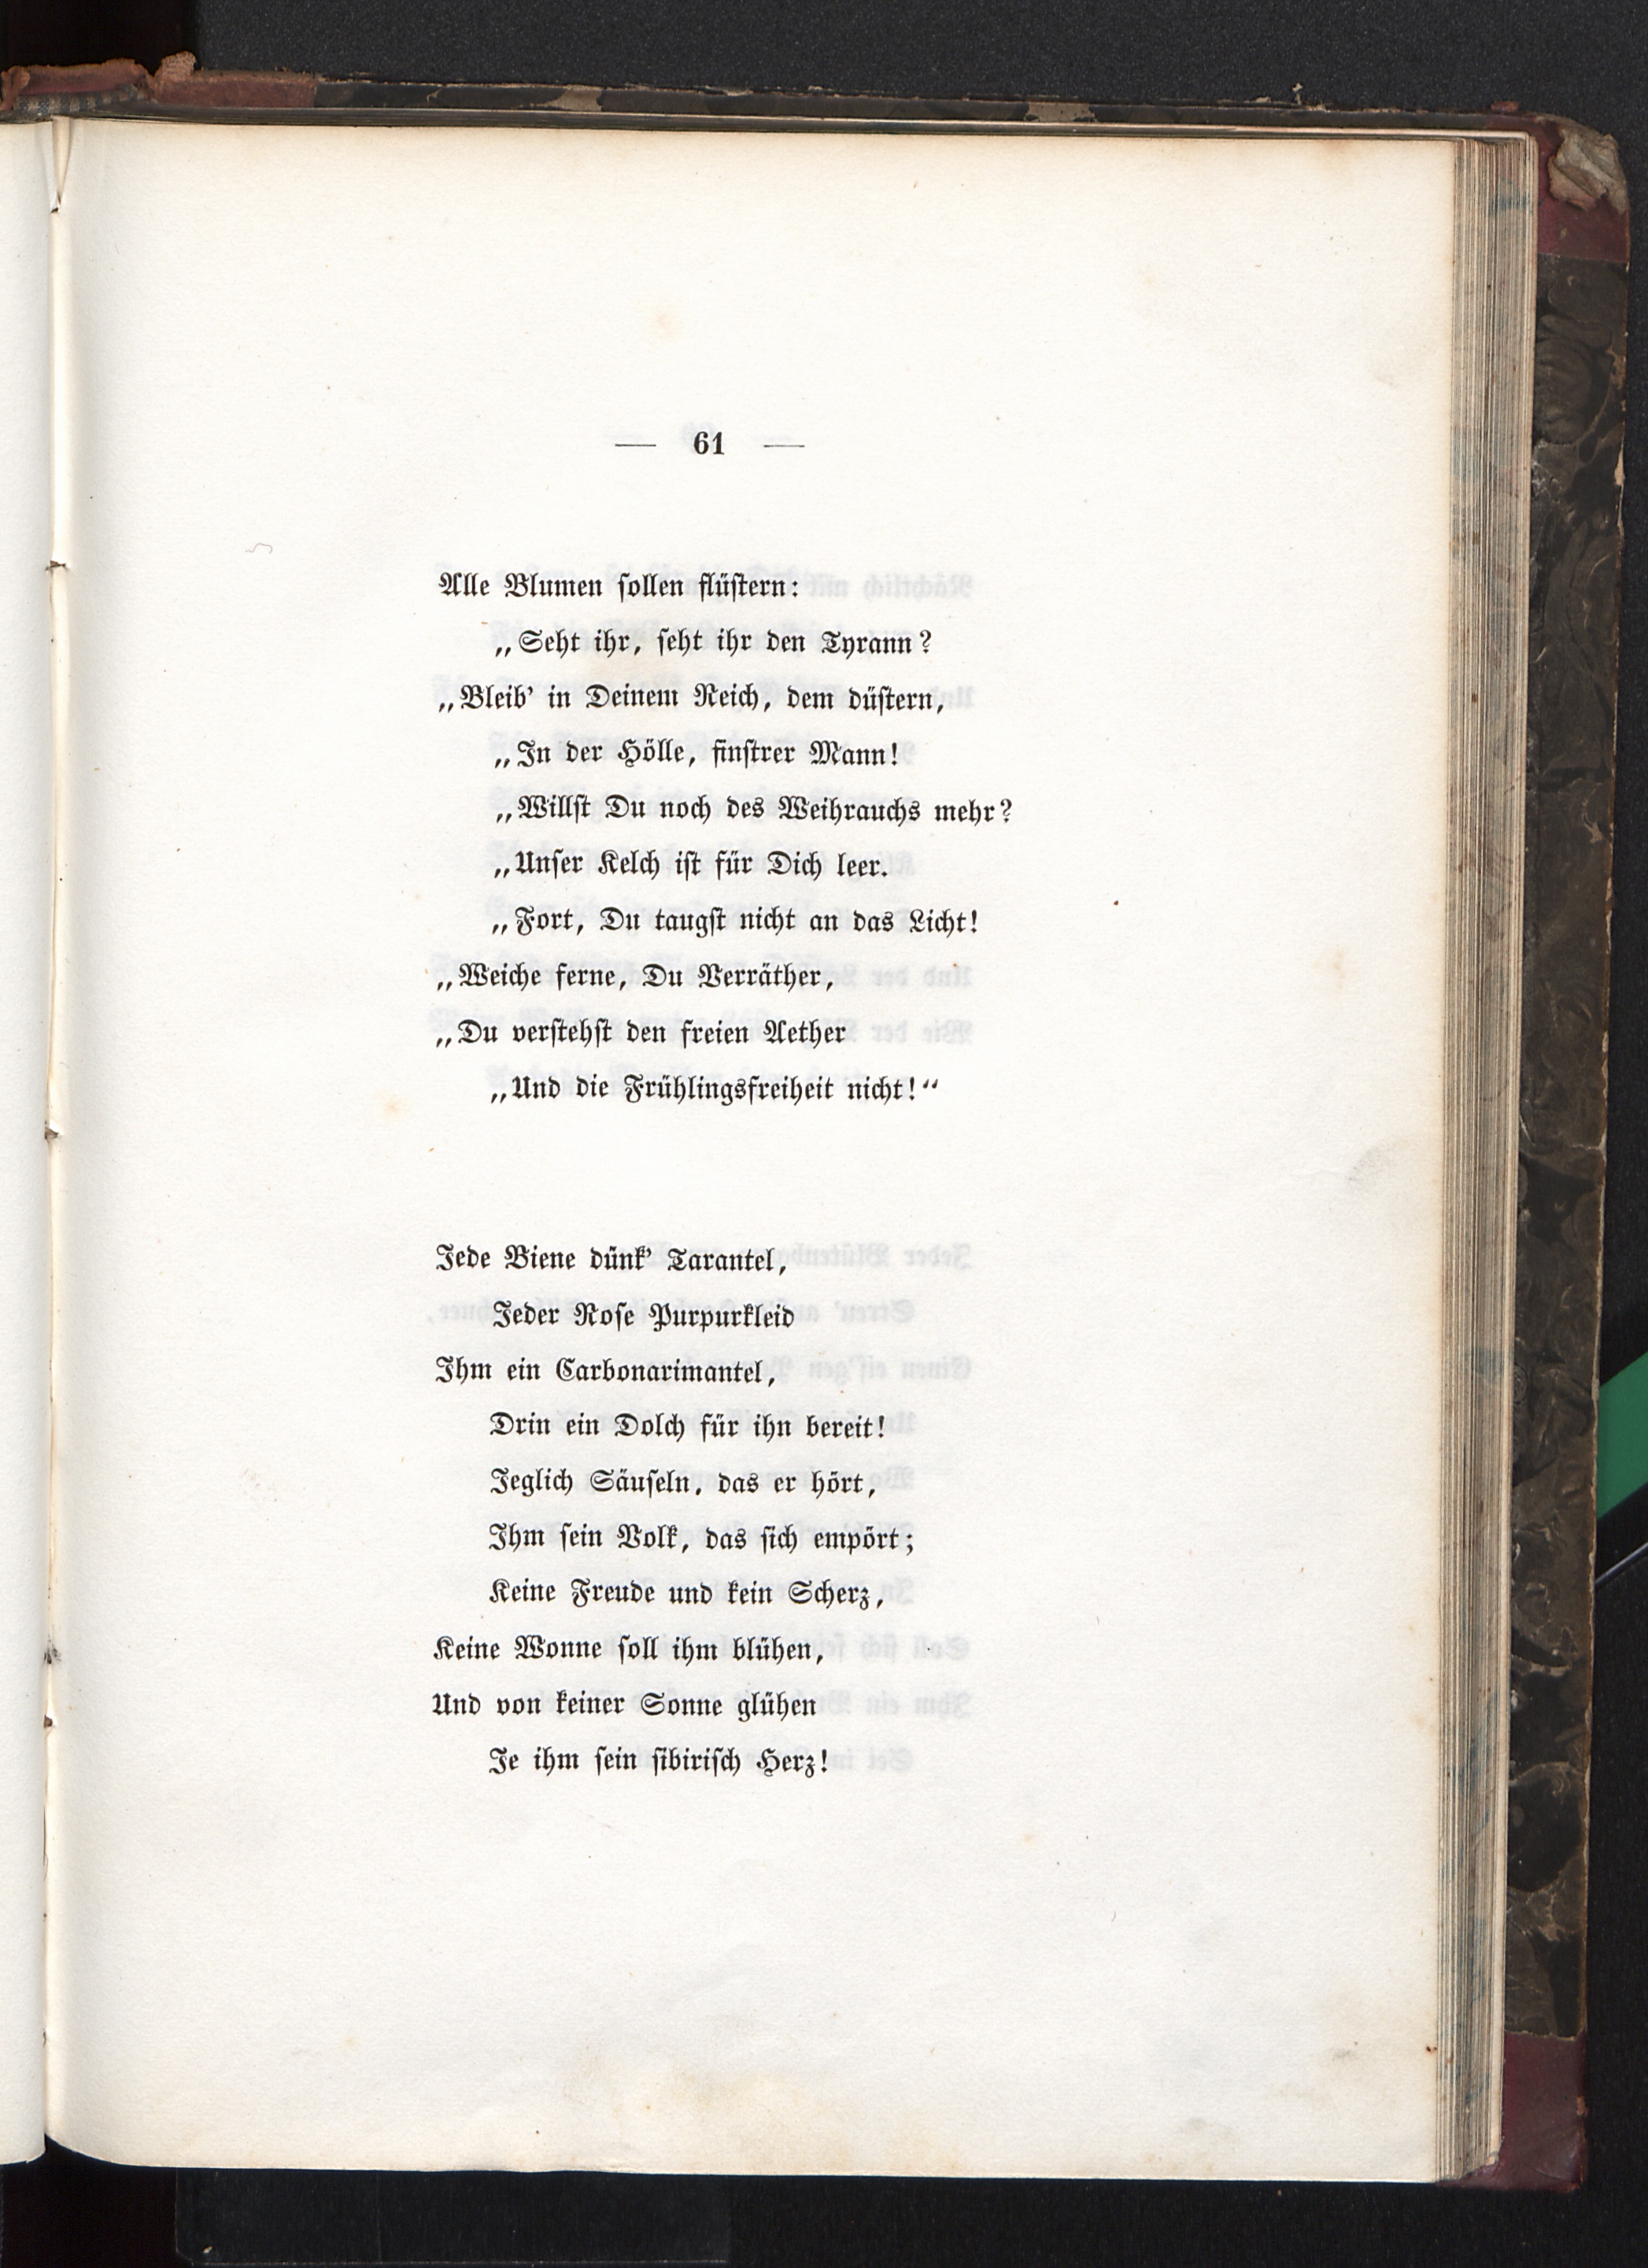 — 61 —
Alle Blumen sollen flüstern:
„Seht ihr, seht ihr den Tyrann?
„Bleib' in Deinem Reich, dem düstern,
„In der Hölle, finstrer Mann!
„Willst Du noch des Weihrauchs mehr?
„Unser Kelch ist für Dich leer.
„Fort, Du taugst nicht an das Licht!
„Weiche ferne, Du Verräther,
„Du verstehst den freien Aether
„Und die Frühlingsfreiheit nicht!“
Jede Biene dünk' Tarantel,
Jeder Rose Purpurkleid
Ihm ein Carbonarimantel,
Drin ein Dolch für ihn bereit!
Jeglich Säuseln, das er hört,
Ihm sein Volk, das sich empört;
Keine Freude und kein Scherz,
Keine Wonne soll ihm blühen,
Und von keiner Sonne glühen
Je ihm sein sibirisch Herz!